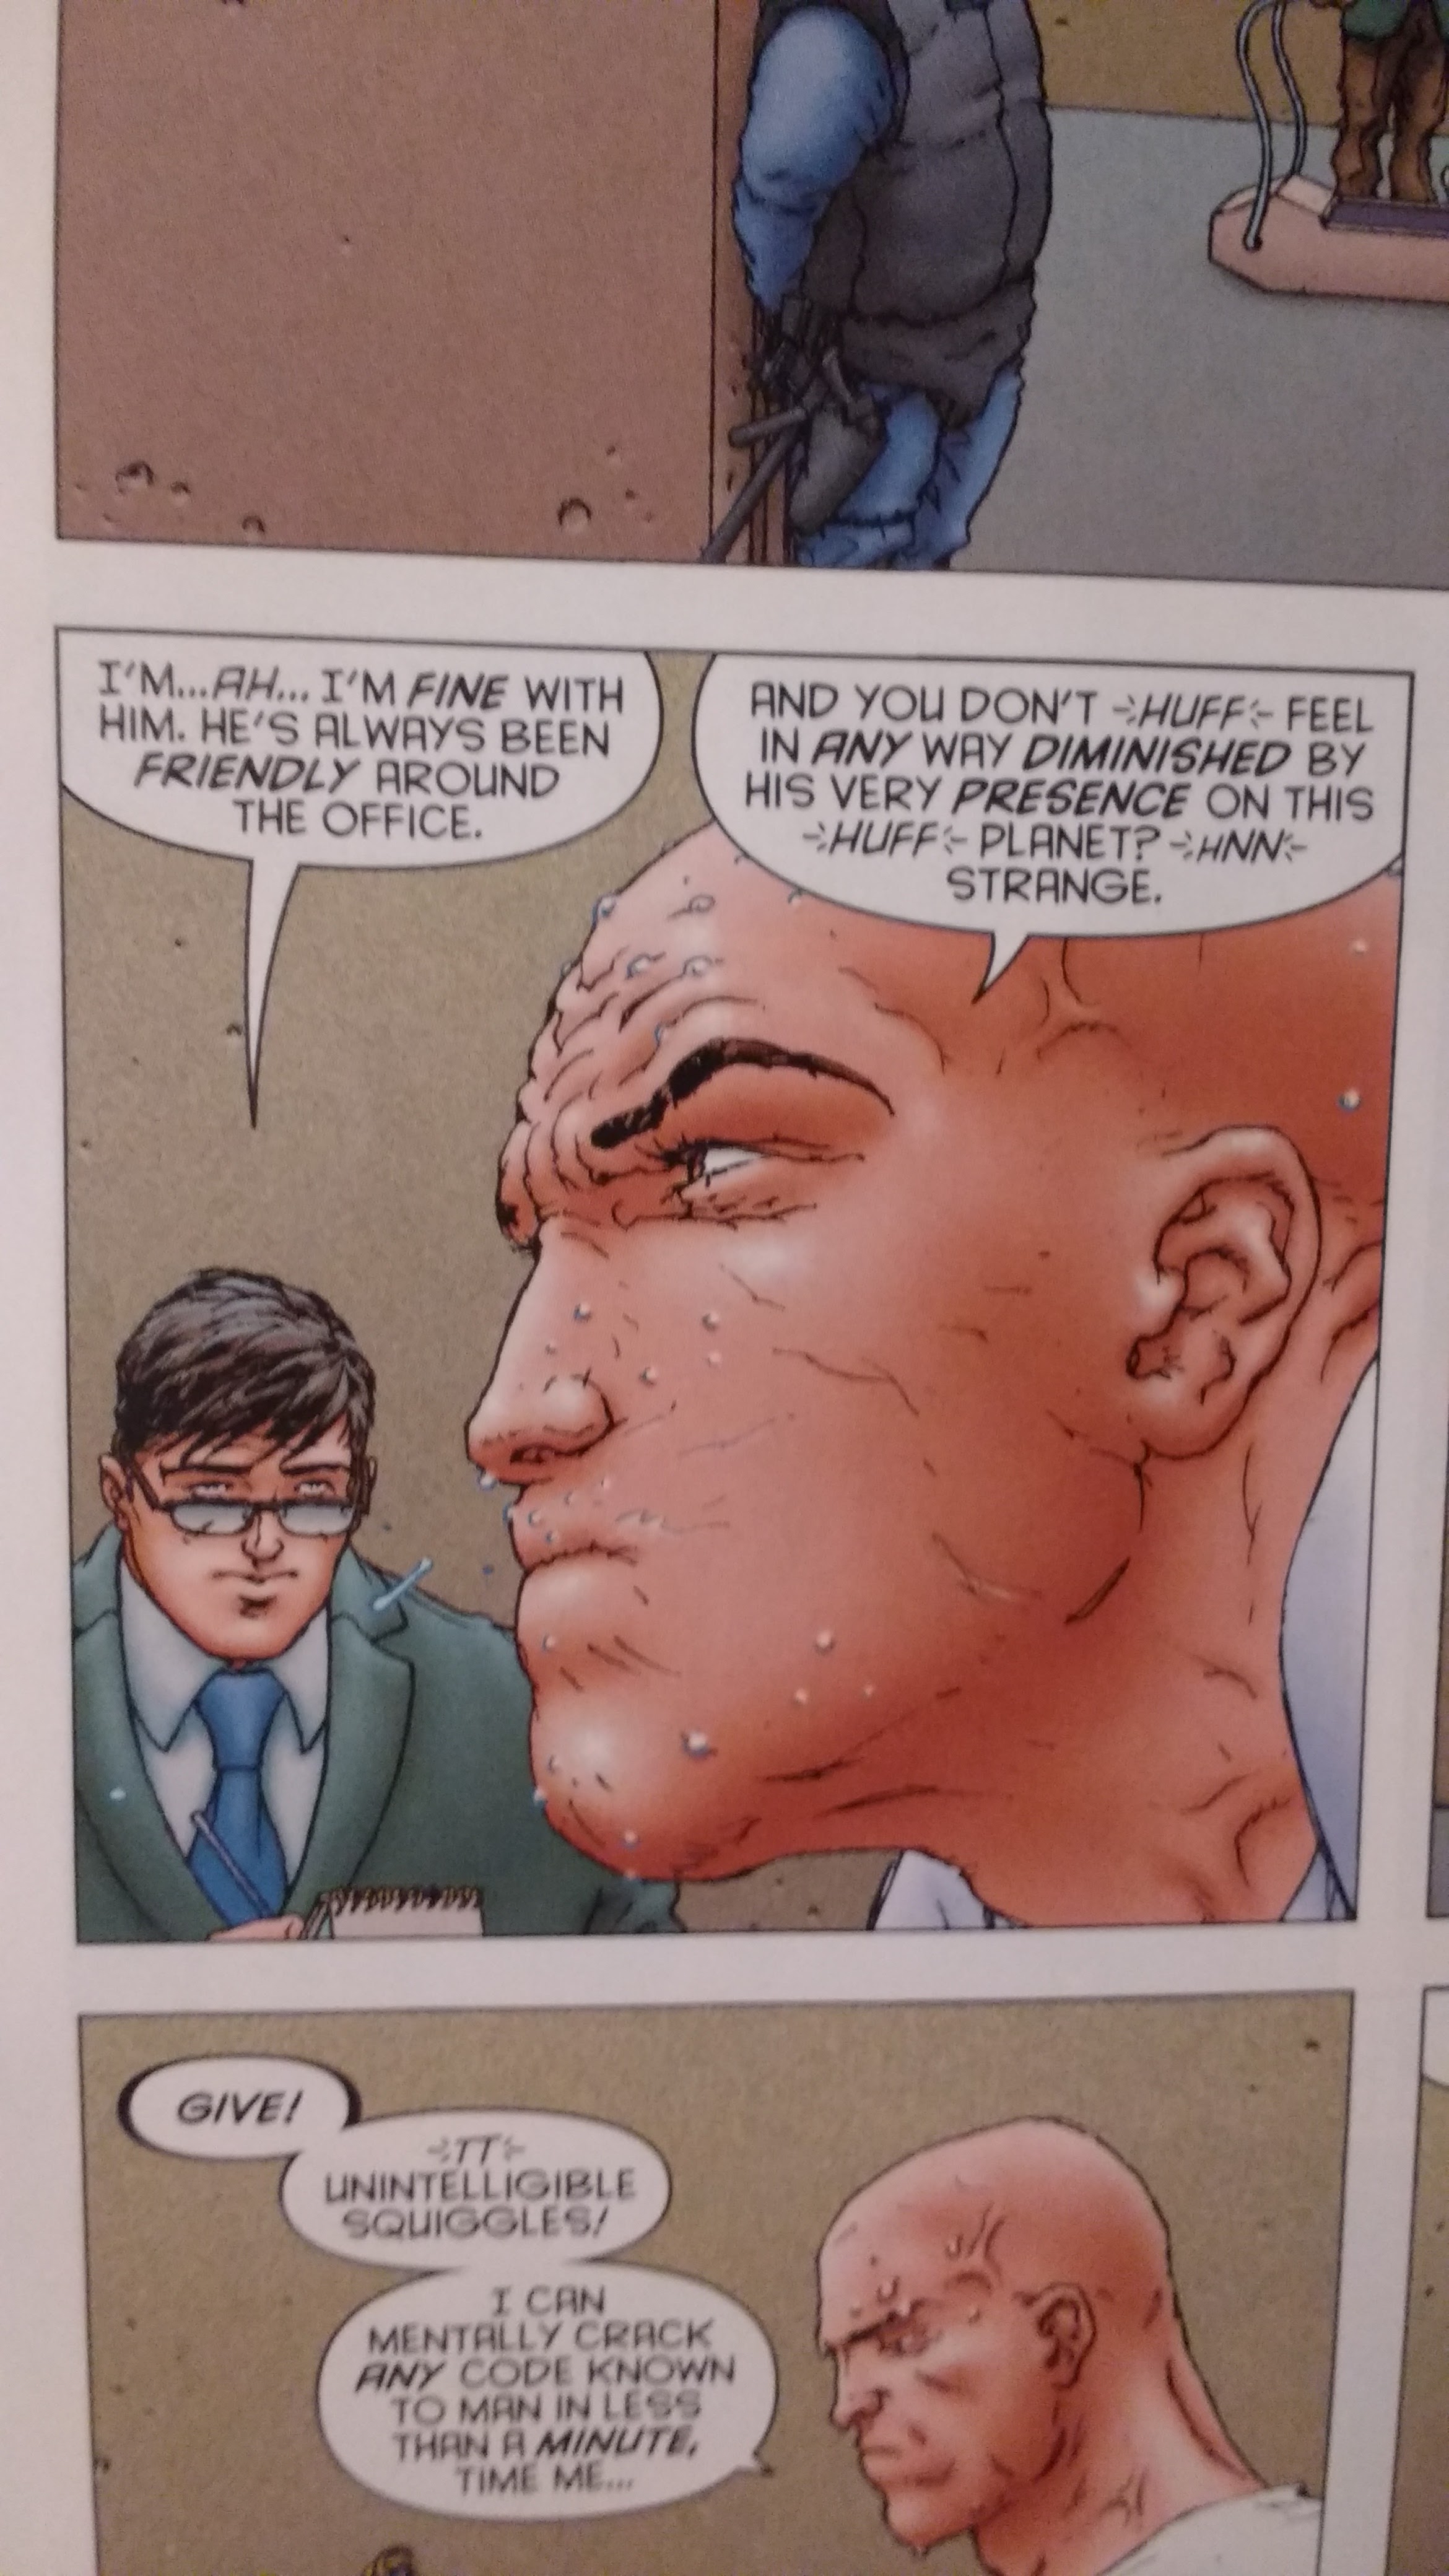 I'M...AH... I'M FINE WITH
HIM. HE'S ALWAYS BEEN
FRIENDLY AROUND
THE OFFICE.
AND YOU DON'T HUFF FEEL
IN ANY WAY DIMINISHED BY
HIS VERY PRESENCE ON THIS
HUFF PLANET? HNN
STRANGE.
GIVE!
TT
UNINTELLIGIBLE
SQUIGGLES!
I CAN
MENTALLY CRACK
ANY CODE KNOWN
TO MAN IN LESS
THAN A MINUTE,
TIME ME...